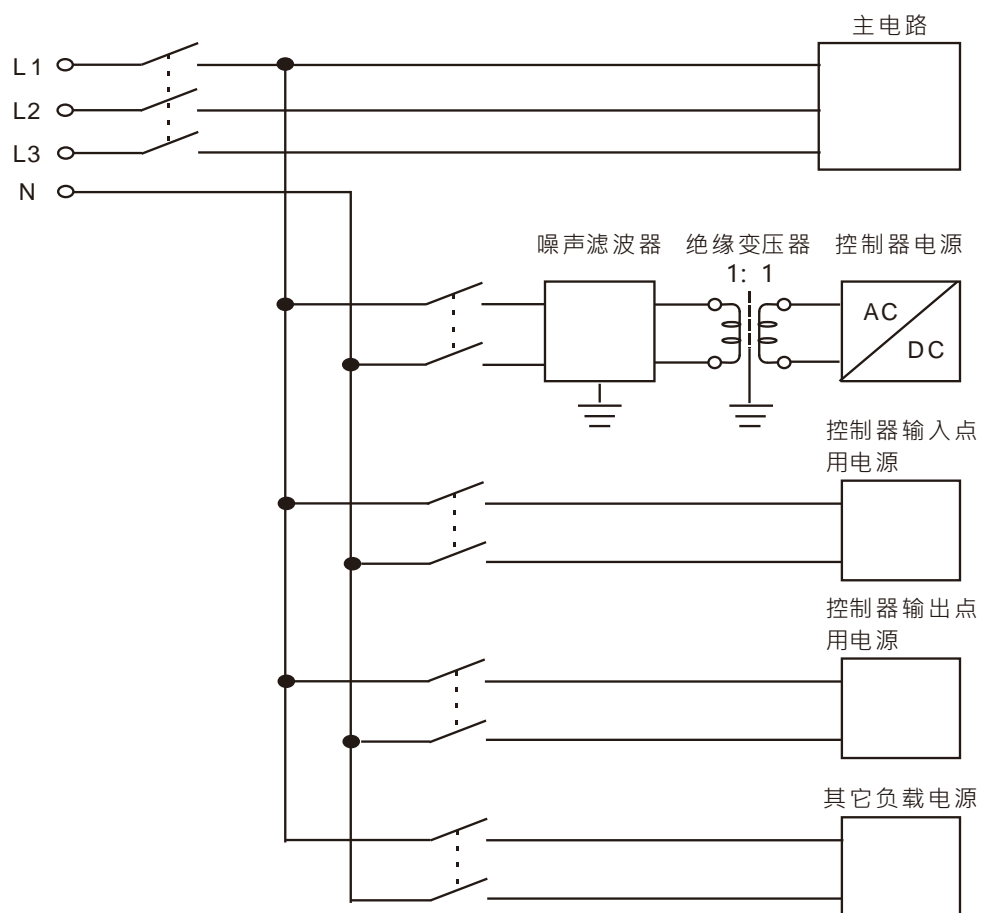 主电路
L1
L2
L3
N
噪声滤波器 绝缘变压器 控制器电源
1: 1
AC
DC
控制器输入点
用电源
控制器输出点
用电源
其它负载电源